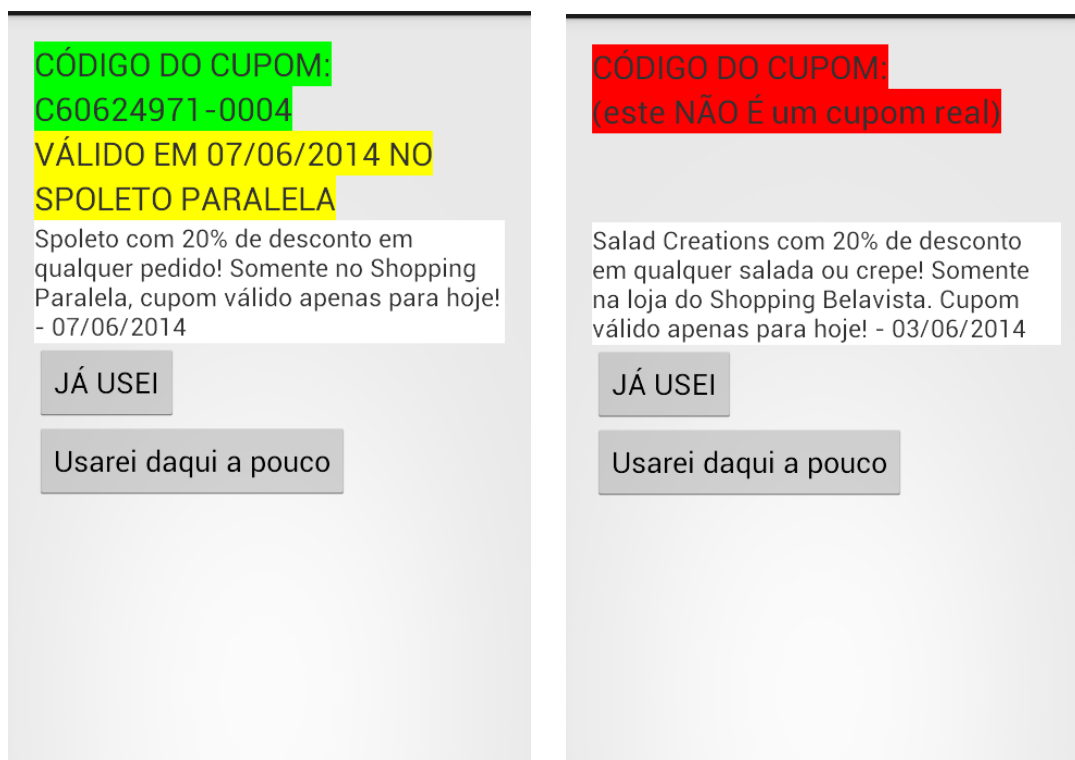 CÓDIGO DO CUPOM:
C60624971-0004
VÁLIDO EM 07/06/2014 NO
SPOLETO PARALELA
Spoleto com 20% de desconto em
qualquer pedido! Somente no Shopping
Paralela, cupom válido apenas para hoje!
- 07/06/2014
JÁ USEI
Usarei daqui a pouco
CÓDIGO DO CUPOM:
(este NÃO É um cupom real)
Salad Creations com 20% de desconto
em qualquer salada ou crepe! Somente
na loja do Shopping Belavista. Cupom
válido apenas para hoje! - 03/06/2014
JÁ USEI
Usarei daqui a pouco